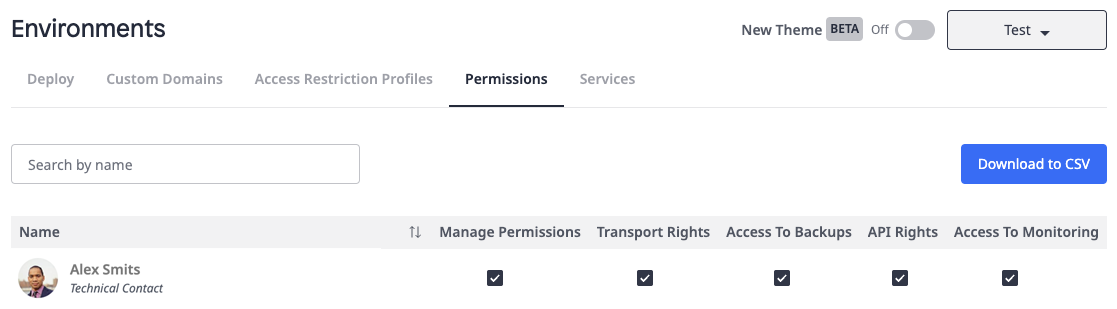 Environments
New Theme BETA Off Test
Deploy Custom Domains Access Restriction Profiles Permissions Services
Search by name Download to CSV
Name Manage Permissions Transport Rights Access To Backups API Rights Access To Monitoring
Alex Smits
Technical Contact